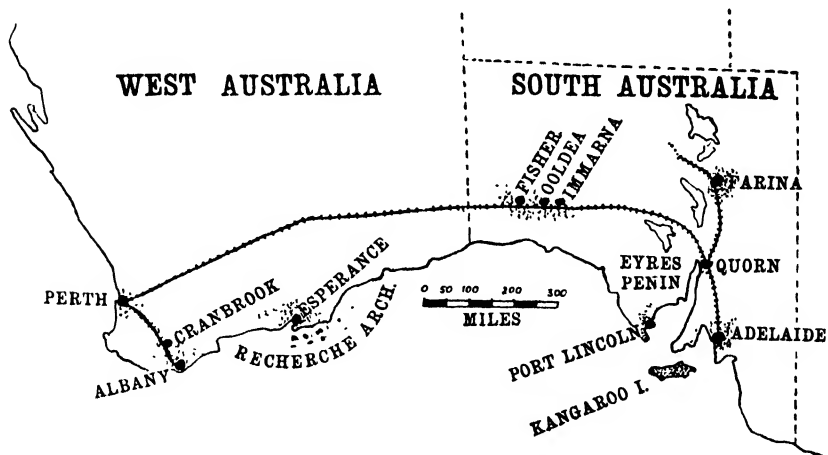 WEST AUSTRALIA
SOUTH AUSTRALIA
FISHER
OOLDEA
IMMARNA
FARINA
PERTH
CRANBROOK
ESPERANCE
EYRES
PENIN
QUORN
0 50 100 200 300
MILES
RECHERCHE ARCH.
ALBANY
PORT LINCOLN
ADELAIDE
KANGAROO I.